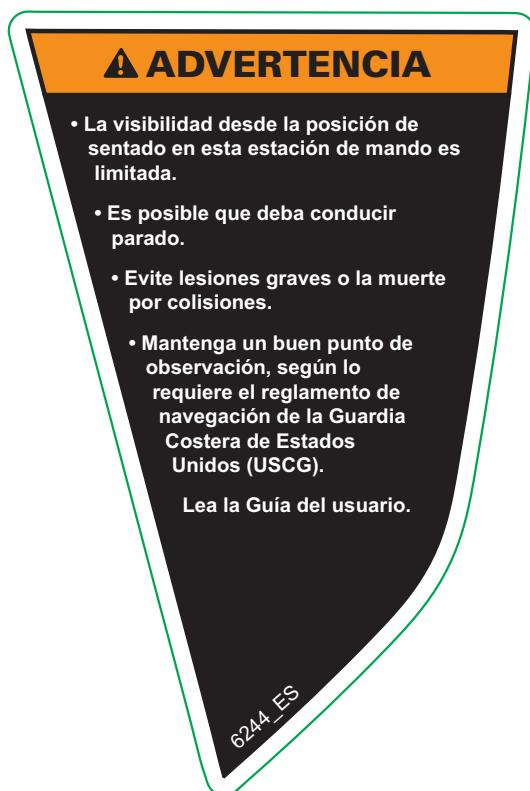 ADVERTENCIA
• La visibilidad desde la posición de
sentado en esta estación de mando es
limitada.
• Es posible que deba conducir
parado.
• Evite lesiones graves o la muerte
por colisiones.
• Mantenga un buen punto de
observación, según lo
requiere el reglamento de
navegación de la Guardia
Costera de Estados
Unidos (USCG).
Lea la Guía del usuario.
6244_ES